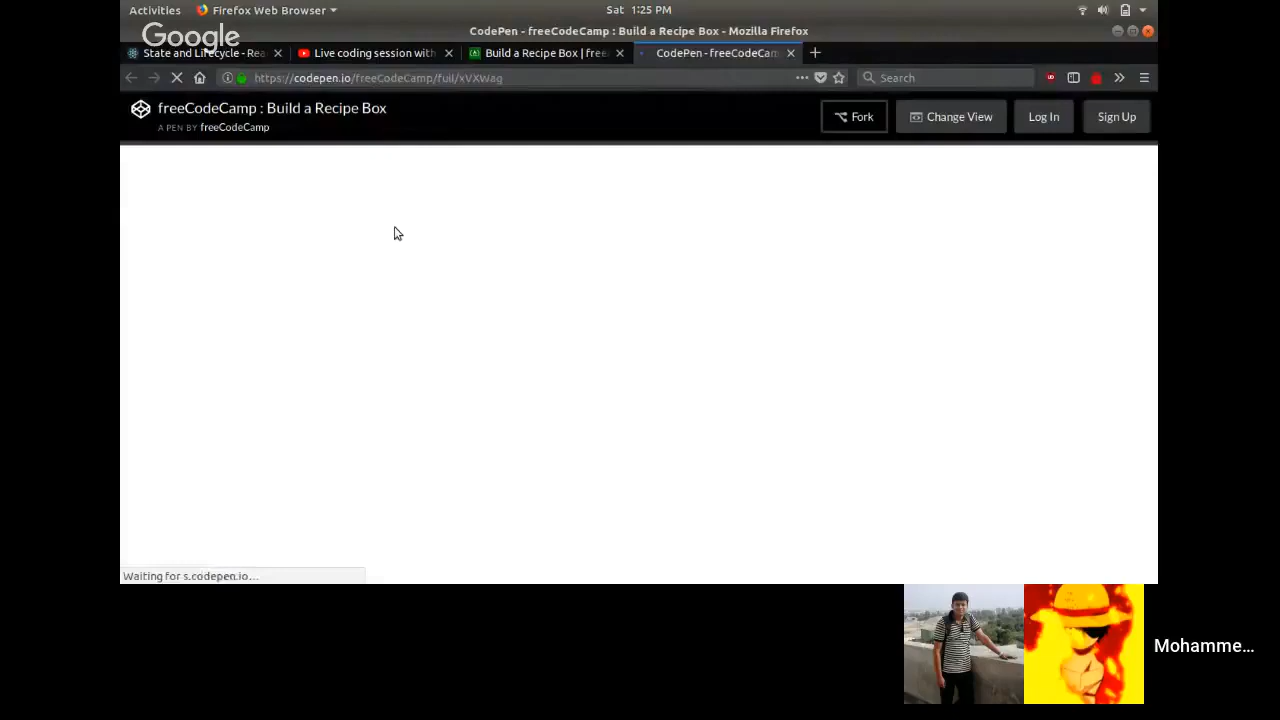 Activities Firefox Web Browser Sat 1:25 PM
Google
CodePen - freeCodeCamp : Build a Recipe Box - Mozilla Firefox
State and Lifecycle - Rea Live coding session with Build a Recipe Box | free CodePen - freeCodeCam
https://codepen.io/freeCodeCamp/full/xVXWag Search
freeCodeCamp : Build a Recipe Box
A PEN BY freeCodeCamp
Fork Change View Log In Sign Up
Waiting for s.codepen.io...
Mohamme...